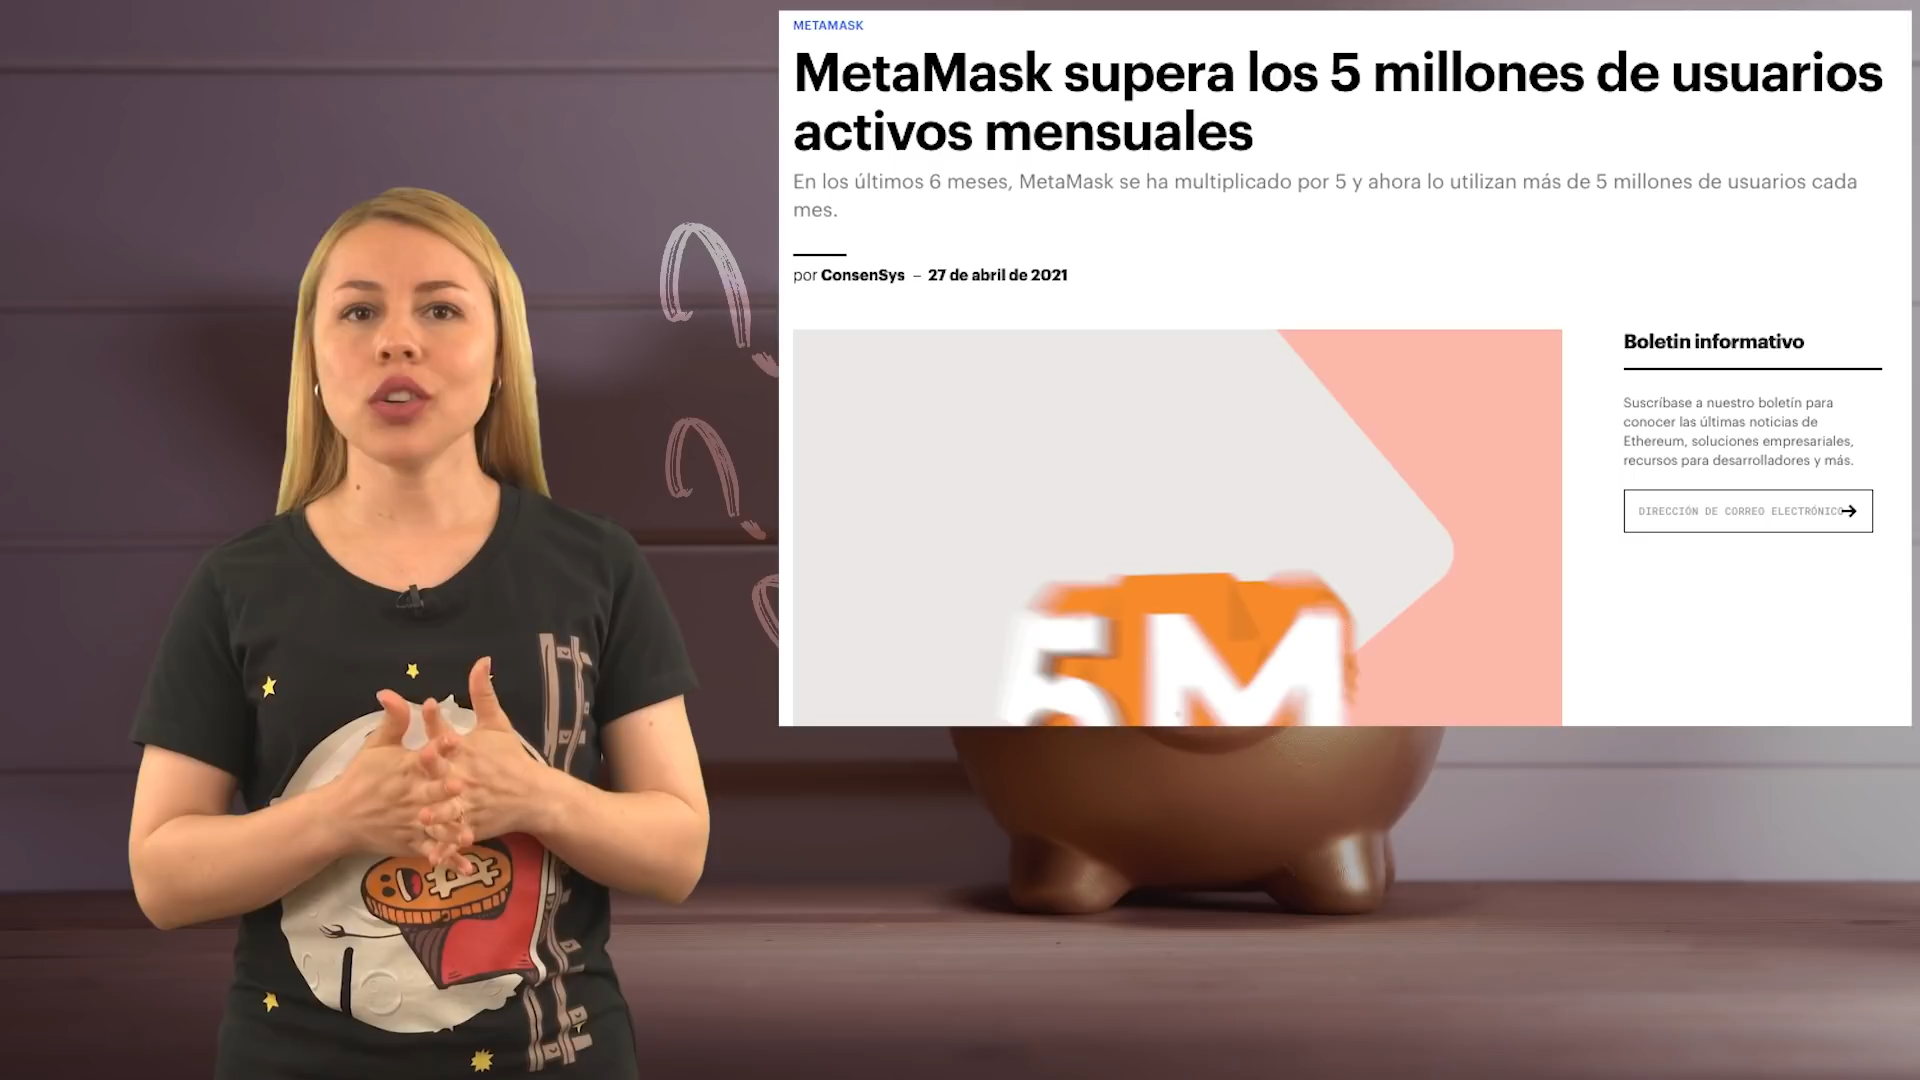 METAMASK
MetaMask supera los 5 millones de usuarios
activos mensuales
En los últimos 6 meses, MetaMask se ha multiplicado por 5 y ahora lo utilizan más de 5 millones de usuarios cada
mes.
por ConsenSys – 27 de abril de 2021
Boletin informativo
Suscríbase a nuestro boletín para
conocer las últimas noticias de
Ethereum, soluciones empresariales,
recursos para desarrolladores y más.
DIRECCIÓN DE CORREO ELECTRÓNICO
5M